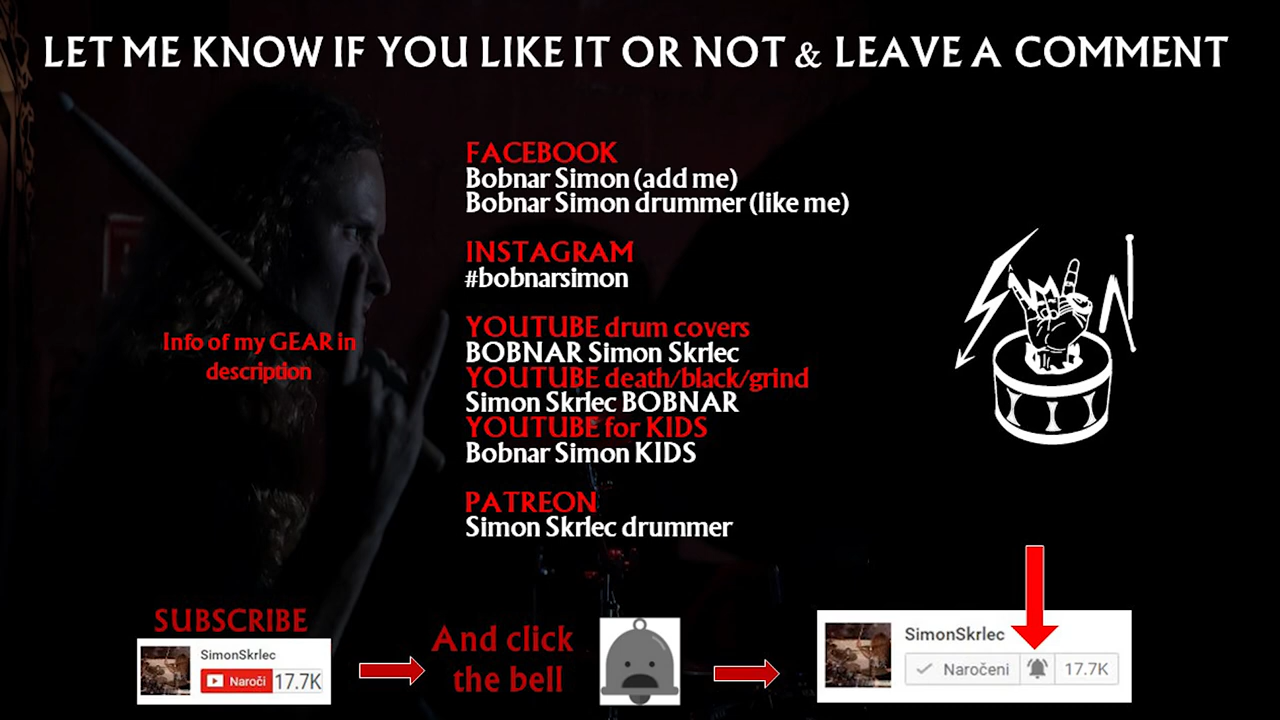 LET ME KNOW IF YOU LIKE IT OR NOT & LEAVE A COMMENT
FACEBOOK
Bobnar Simon (add me)
Bobnar Simon drummer (like me)
INSTAGRAM
#bobnarsimon
YOUTUBE drum covers
BOBNAR Simon Skrlec
YOUTUBE death/black/grind
Simon Skrlec BOBNAR
YOUTUBE for KIDS
Bobnar Simon KIDS
PATREON
Simon Skrlec drummer
Info of my GEAR in
description
SIMON
SUBSCRIBE
SimonSkrlec
Naroči 17.7K
And click
the bell
SimonSkrlec
Naročeni 17.7K